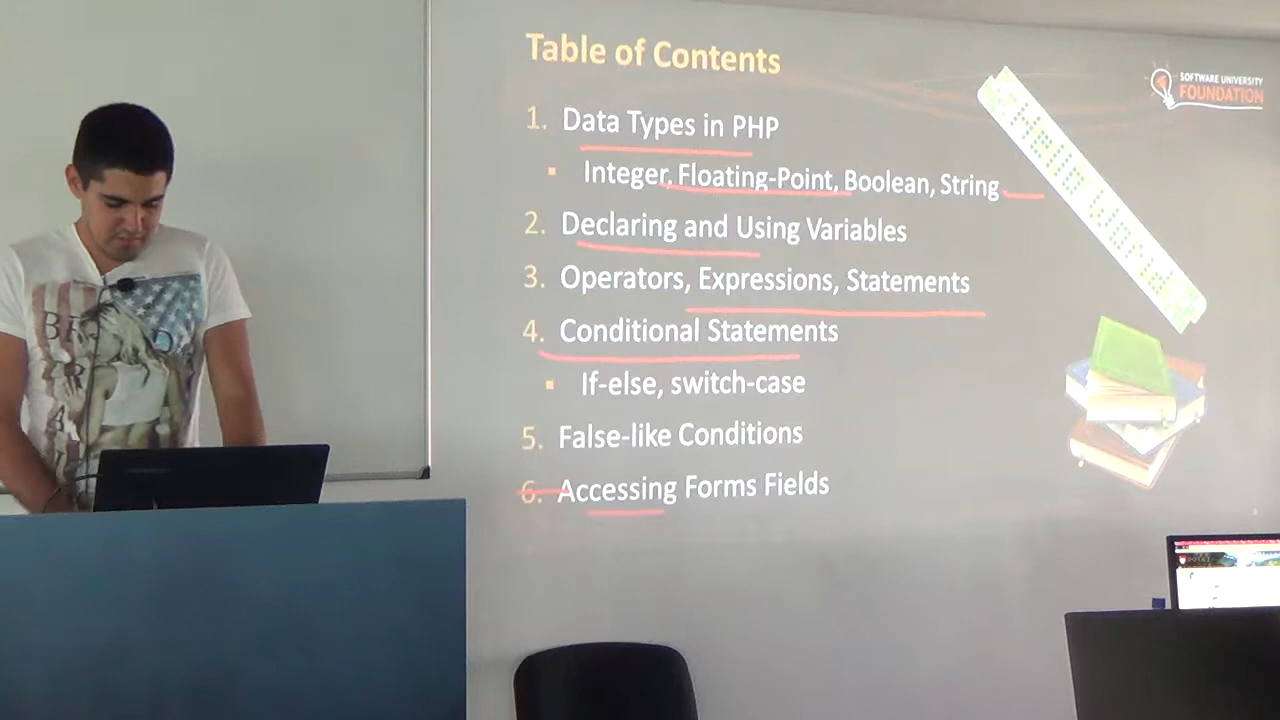 Table of Contents
SOFTWARE UNIVERSITY
FOUNDATION
1. Data Types in PHP
▪ Integer, Floating-Point, Boolean, String
2. Declaring and Using Variables
3. Operators, Expressions, Statements
4. Conditional Statements
▪ If-else, switch-case
5. False-like Conditions
6. Accessing Forms Fields